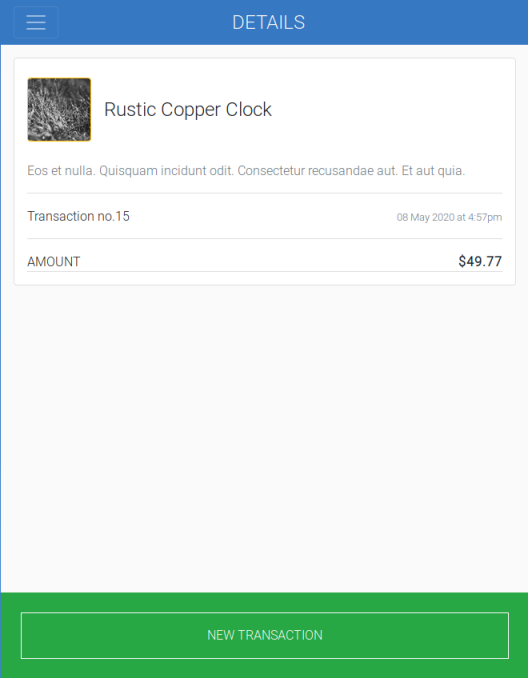 DETAILS
Rustic Copper Clock
Eos et nulla. Quisquam incidunt odit. Consectetur recusandae aut. Et aut quia.
Transaction no.15 08 May 2020 at 4:57pm
AMOUNT $49.77
NEW TRANSACTION